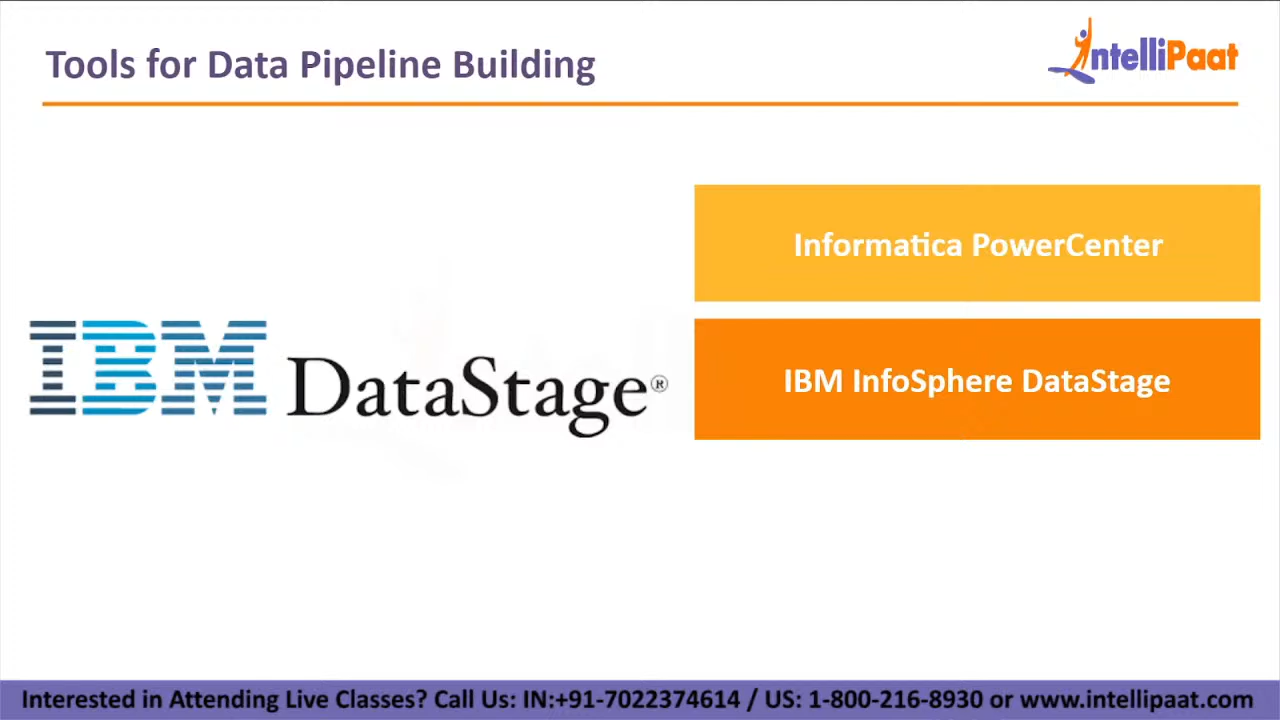 Tools for Data Pipeline Building
IntelliPaat
Informatica PowerCenter
IBM DataStage®
IBM InfoSphere DataStage
Interested in Attending Live Classes? Call Us: IN:+91-7022374614 / US: 1-800-216-8930 or www.intellipaat.com